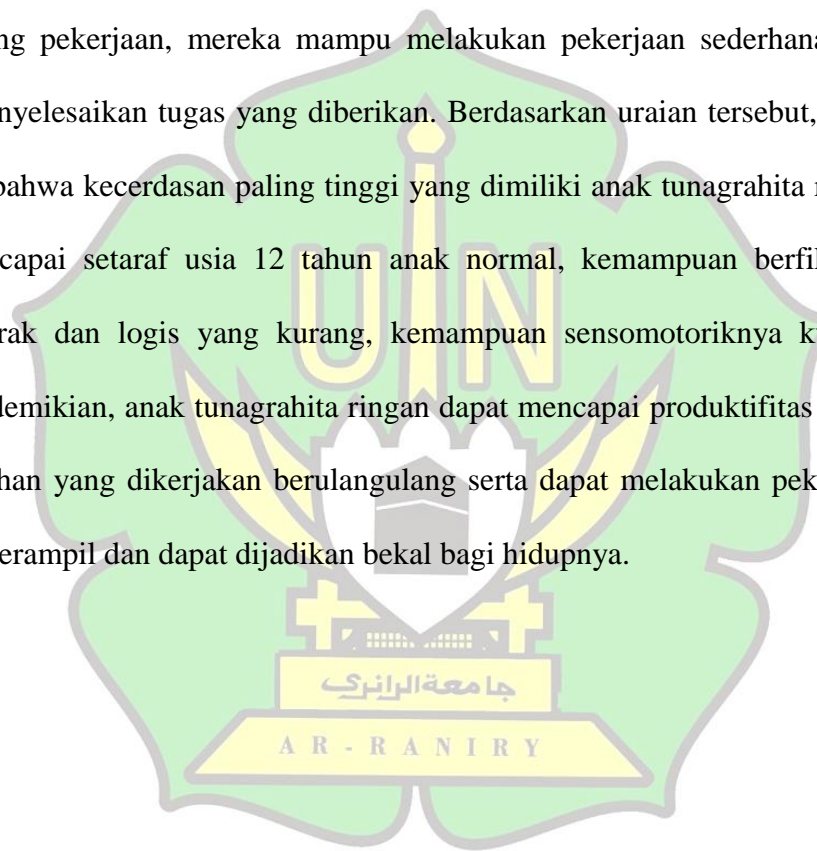 ng pekerjaan, mereka mampu melakukan pekerjaan sederhana
nyelesaikan tugas yang diberikan. Berdasarkan uraian tersebut,
bahwa kecerdasan paling tinggi yang dimiliki anak tunagrahita
capai setaraf usia 12 tahun anak normal, kemampuan berfi
rak dan logis yang kurang, kemampuan sensomotoriknya k
demikian, anak tunagrahita ringan dapat mencapai produktifitas
han yang dikerjakan berulangulang serta dapat melakukan pek
erampil dan dapat dijadikan bekal bagi hidupnya.
UIN
جامعةالرانري
AR-RANIRY